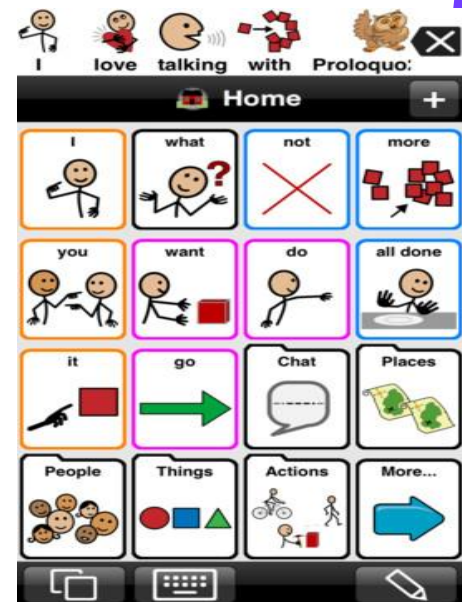 I love talking with Proloquo:
Home
I what not more
you want do all done
it go Chat Places
People Things Actions More...